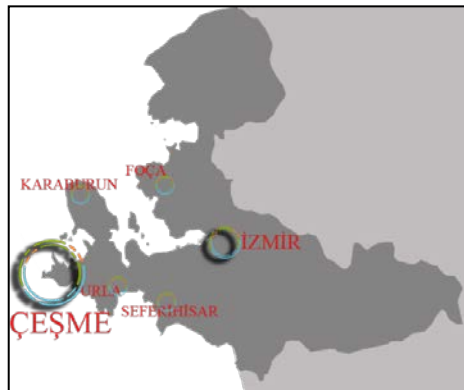 FOÇA
KARABURUN
İZMİR
URLA
SEFERİHİSAR
ÇEŞME